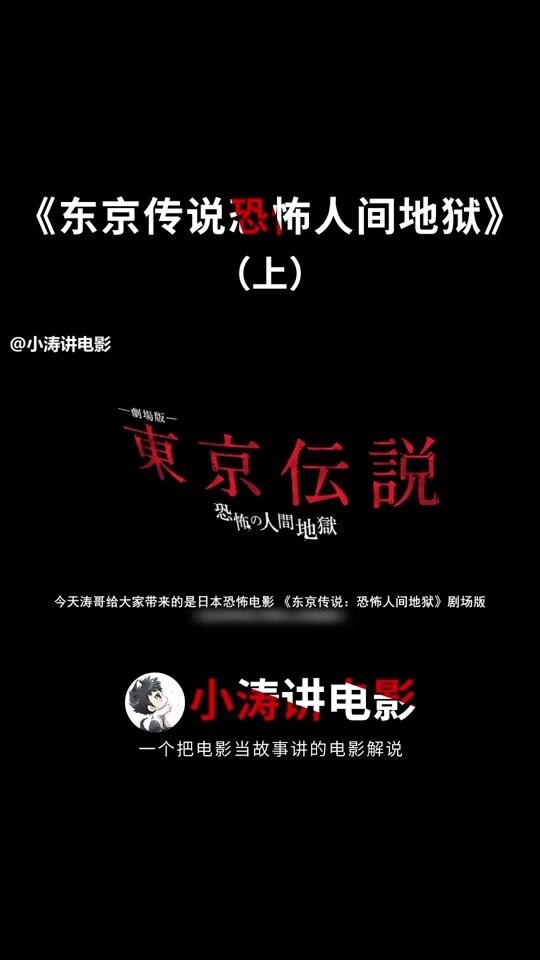 《东京传说恐怖人间地狱》
（上）
@小涛讲电影
—劇場版—
東京伝説
恐怖の人間地獄
今天涛哥给大家带来的是日本恐怖电影 《东京传说：恐怖人间地狱》剧场版
小涛讲电影
一个把电影当故事讲的电影解说